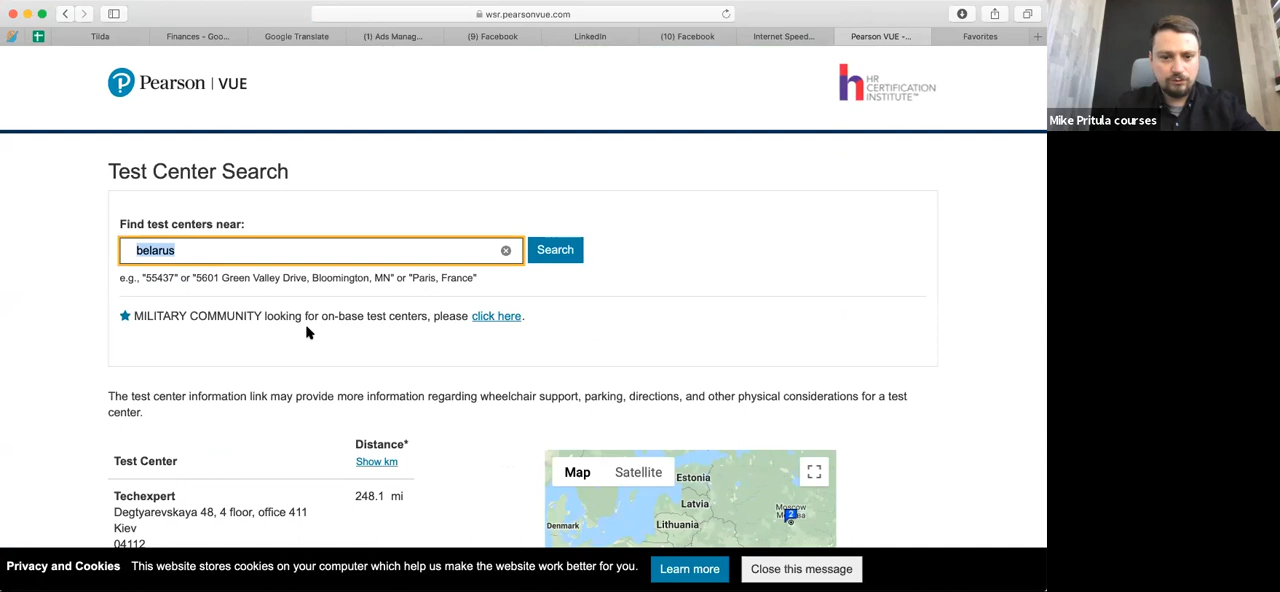 wsr.pearsonvue.com
Tilda
Finances - Goo...
Google Translate
(1) Ads Manag...
(9) Facebook
LinkedIn
(10) Facebook
Internet Speed...
Pearson VUE -...
Favorites
Pearson VUE
HR CERTIFICATION INSTITUTE™
Mike Pritula courses
Test Center Search
Find test centers near:
belarus
Search
e.g., "55437" or "5601 Green Valley Drive, Bloomington, MN" or "Paris, France"
MILITARY COMMUNITY looking for on-base test centers, please click here.
The test center information link may provide more information regarding wheelchair support, parking, directions, and other physical considerations for a test
center.
Test Center
Distance*
Show km
Techexpert
248.1 mi
Degtyarevskaya 48, 4 floor, office 411
Kiev
04112
Map
Satellite
Estonia
Latvia
Lithuania
Denmark
Moscow
2
Privacy and Cookies This website stores cookies on your computer which help us make the website work better for you.
Learn more
Close this message